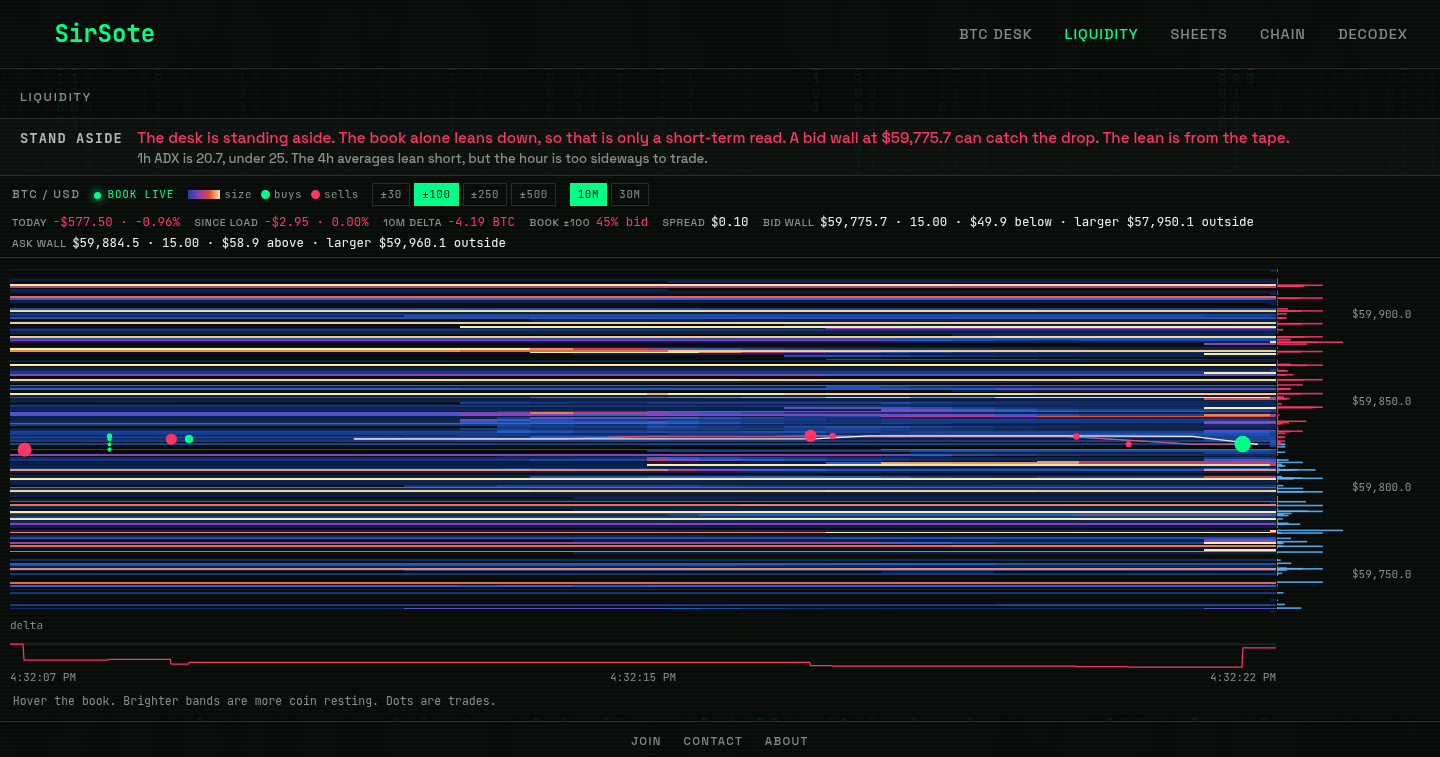 SirSote
BTC DESK LIQUIDITY SHEETS CHAIN DECODEX
LIQUIDITY
STAND ASIDE The desk is standing aside. The book alone leans down, so that is only a short-term read. A bid wall at $59,775.7 can catch the drop. The lean is from the tape.
1h ADX is 20.7, under 25. The 4h averages lean short, but the hour is too sideways to trade.
BTC / USD BOOK LIVE size buys sells ±30 ±100 ±250 ±500 10M 30M
TODAY -$577.50 · -0.96% SINCE LOAD -$2.95 · 0.00% 10M DELTA -4.19 BTC BOOK ±100 45% bid SPREAD $0.10 BID WALL $59,775.7 · 15.00 · $49.9 below · larger $57,950.1 outside
ASK WALL $59,884.5 · 15.00 · $58.9 above · larger $59,960.1 outside
$59,900.0
$59,850.0
$59,800.0
$59,750.0
delta
4:32:07 PM 4:32:15 PM 4:32:22 PM
Hover the book. Brighter bands are more coin resting. Dots are trades.
JOIN CONTACT ABOUT